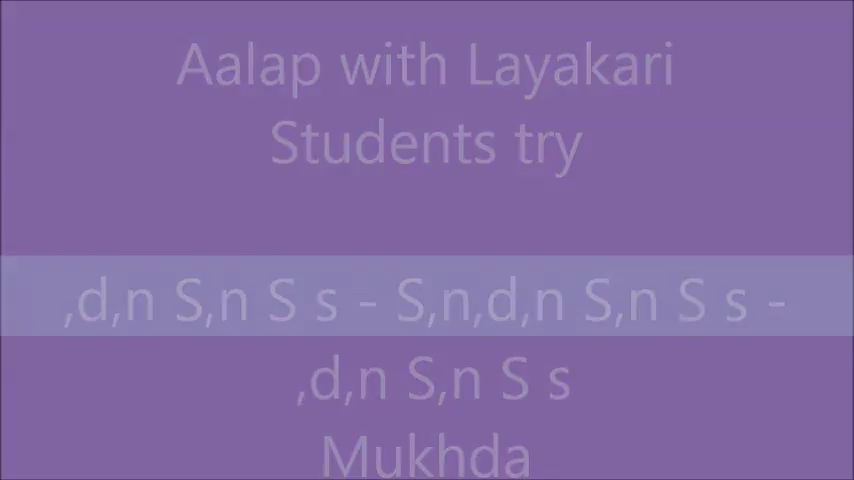 Aalap with Layakari
Students try
,d,n S,n S s - S,n,d,n S,n S s -
,d,n S,n S s
Mukhda